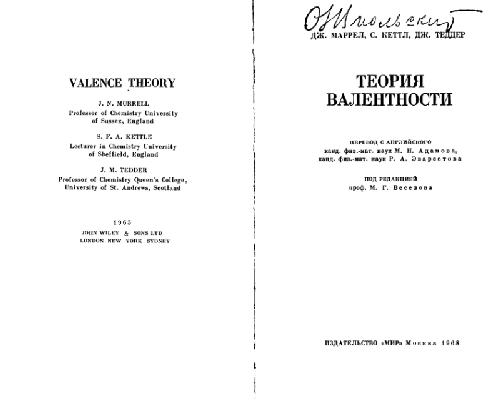 VALENCE THEORY
J. N. MURRELL
Professor of Chemistry University
of Sussex, England
S. F. A. KETTLE
Lecturer in Chemistry University
of Sheffield, England
J. M. TEDDER
Professor of Chemistry Queen's College,
University of St. Andrews, Scotland
1965
JOHN WILEY & SONS LTD
LONDON NEW YORK SYDNEY
ДЖ. МАРРЕЛ, С. КЕТТЛ, ДЖ. ТЕДДЕР
ТЕОРИЯ
ВАЛЕНТНОСТИ
ПЕРЕВОД С АНГЛИЙСКОГО
канд. физ.-мат. наук М. Н. Адамова,
канд. физ.-мат. наук Р. А. Эварестова
ПОД РЕДАКЦИЕЙ
проф. М. Г. Веселова
ИЗДАТЕЛЬСТВО «МИР» Москва 1968